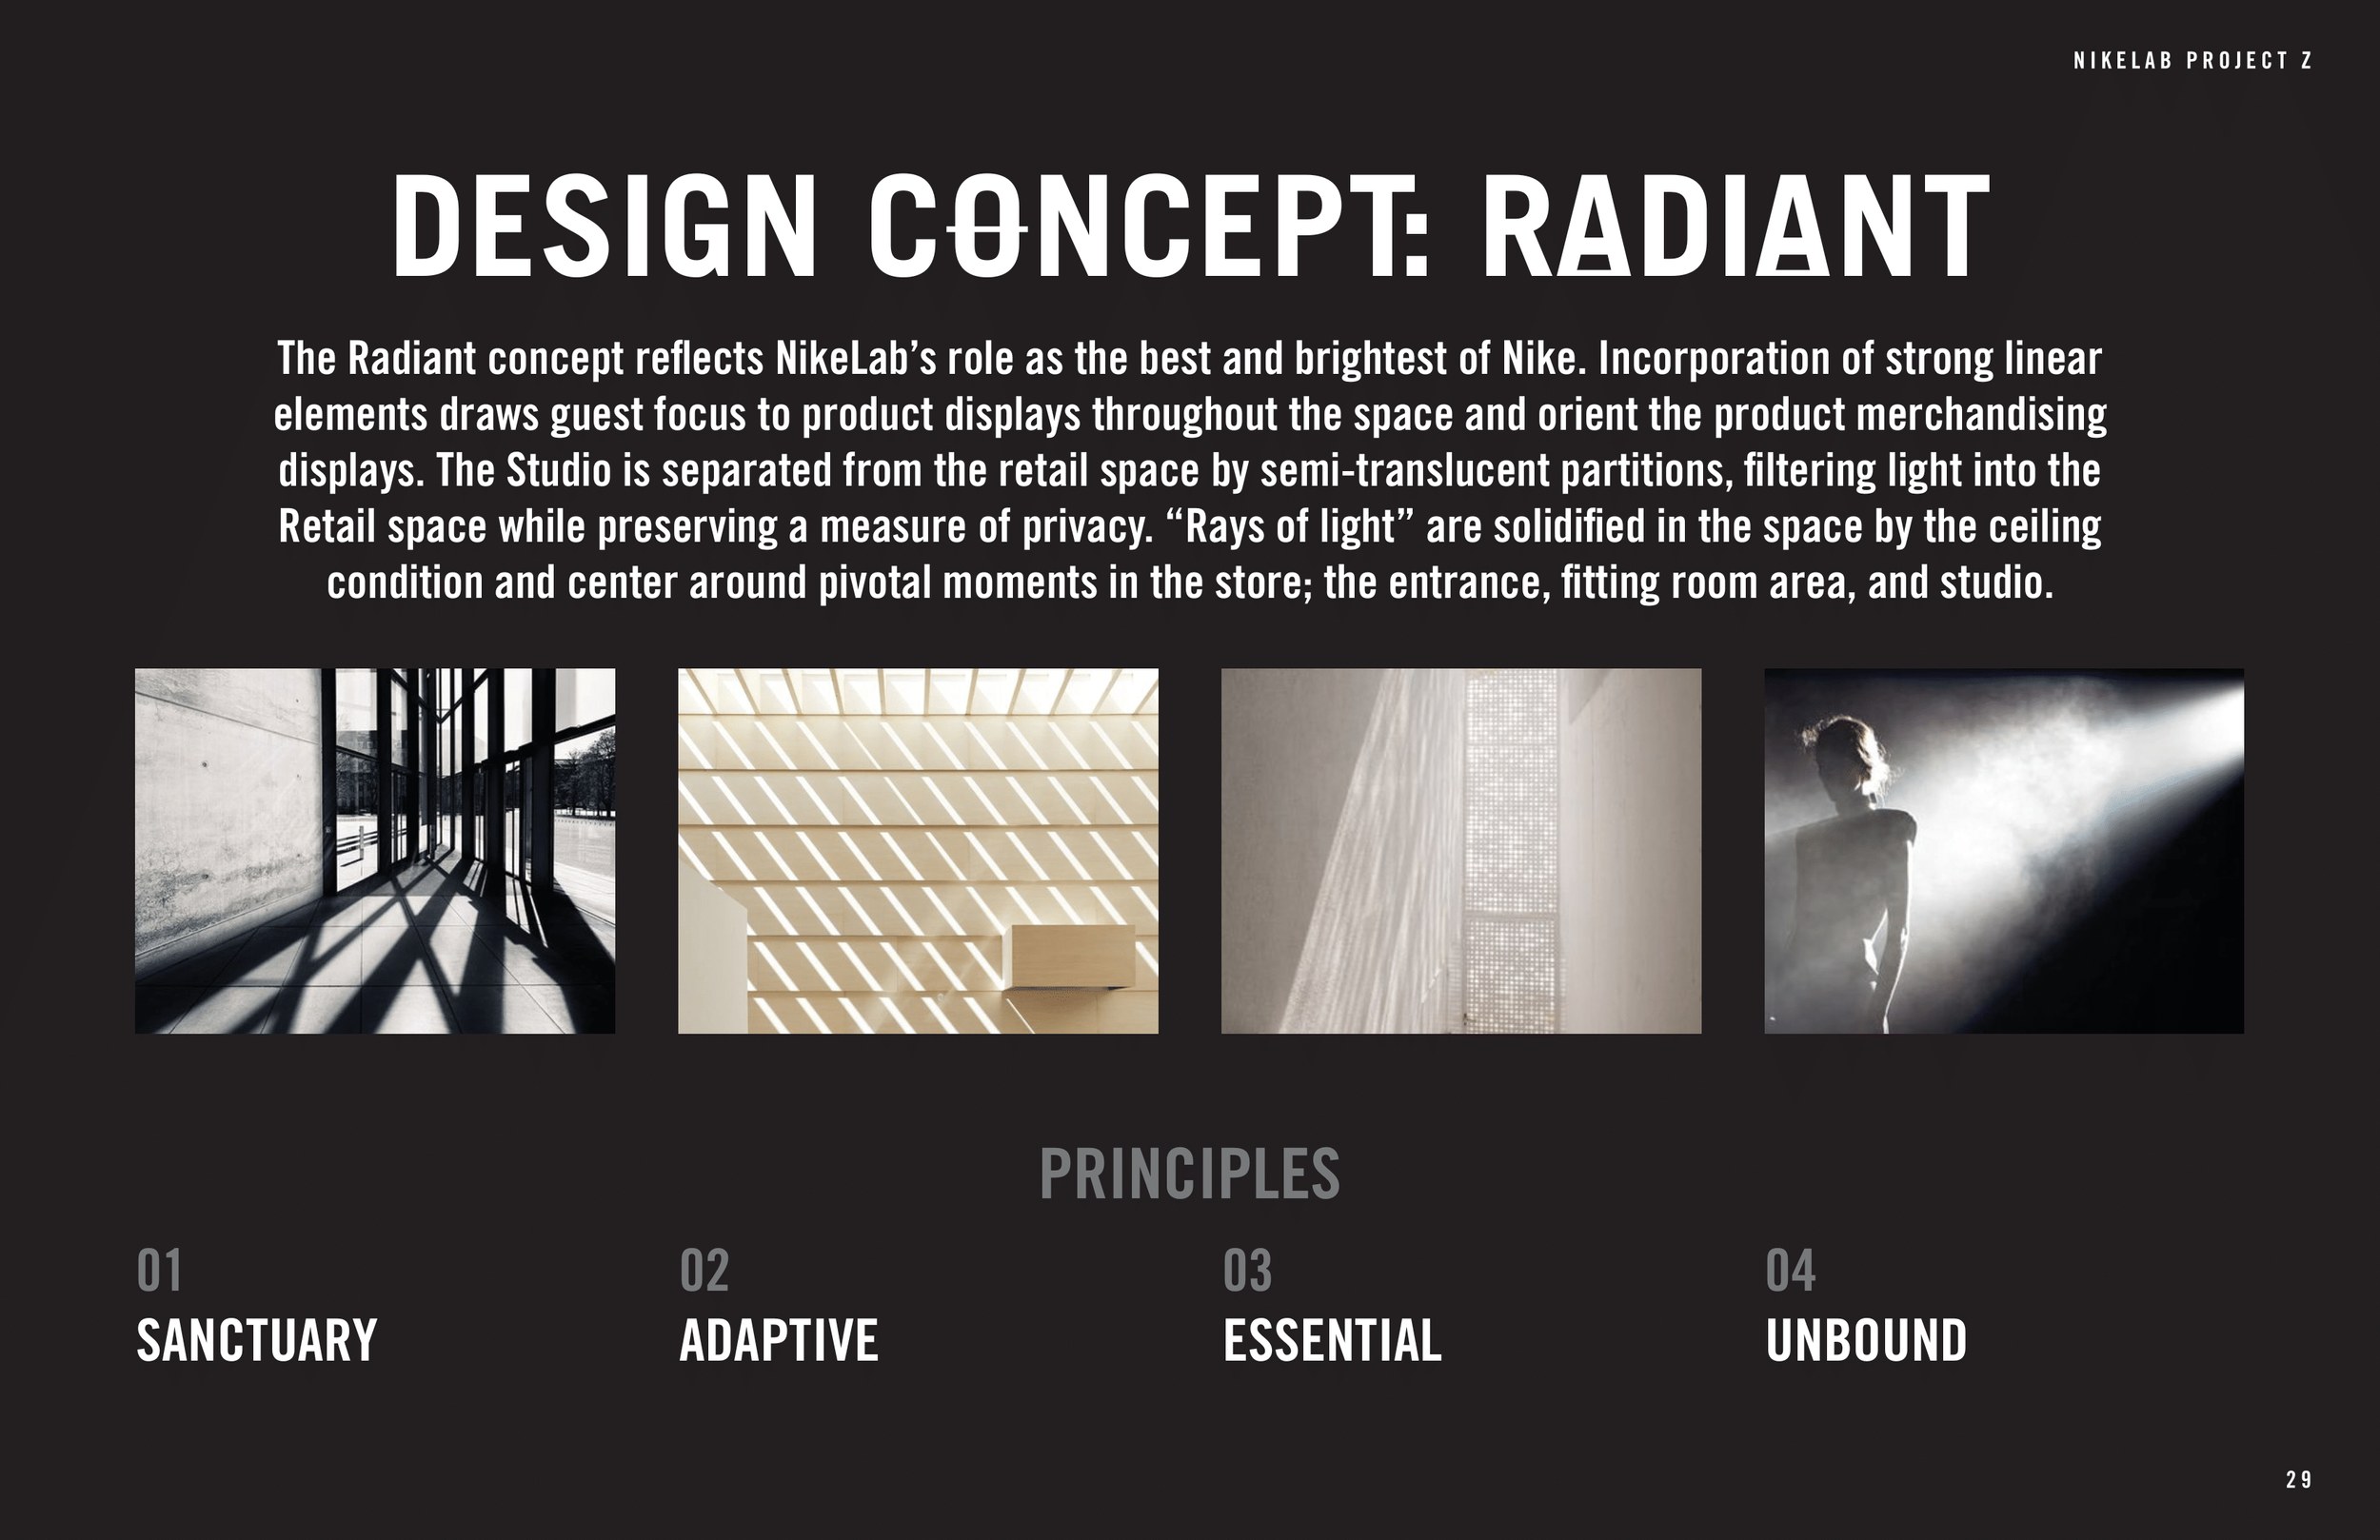 NIKELAB PROJECT Z
DESIGN CONCEPT: RADIANT
The Radiant concept reflects NikeLab’s role as the best and brightest of Nike. Incorporation of strong linear
elements draws guest focus to product displays throughout the space and orient the product merchandising
displays. The Studio is separated from the retail space by semi-translucent partitions, filtering light into the
Retail space while preserving a measure of privacy. “Rays of light” are solidified in the space by the ceiling
condition and center around pivotal moments in the store; the entrance, fitting room area, and studio.
PRINCIPLES
01
SANCTUARY
02
ADAPTIVE
03
ESSENTIAL
04
UNBOUND
29